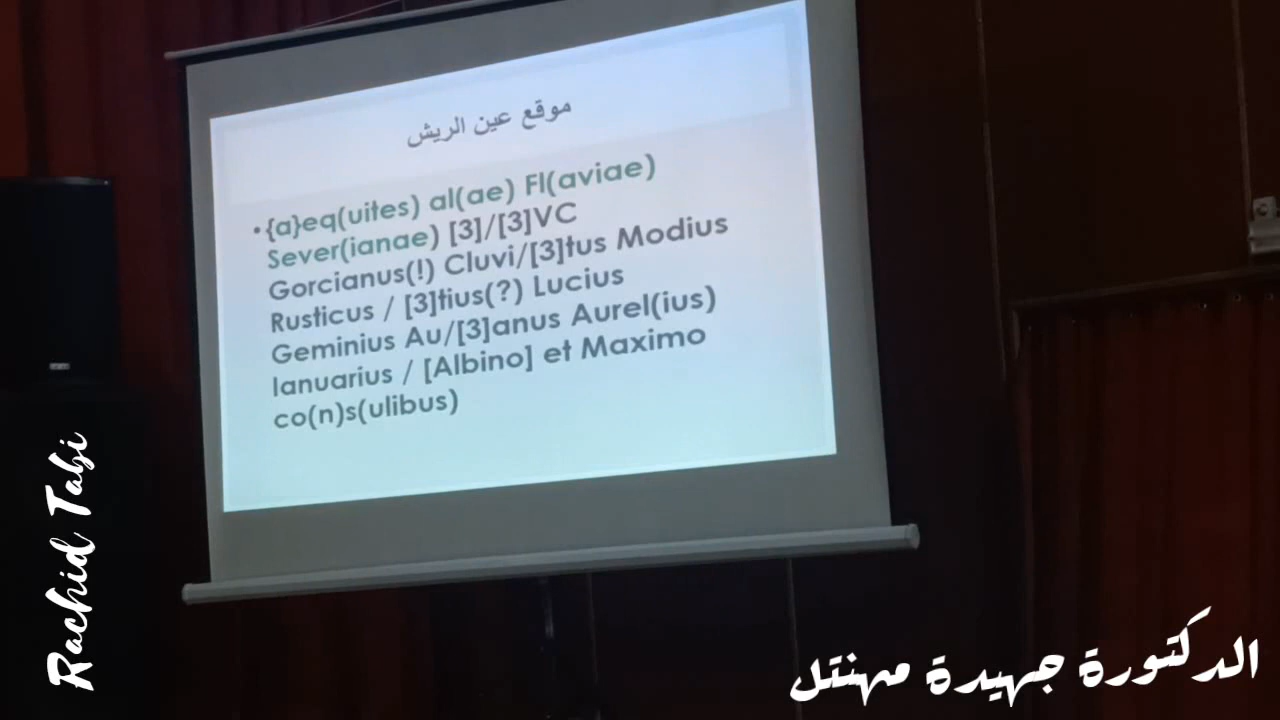 موقع عين الريش
•{a}eq(uites) al(ae) Fl(aviae)
Sever(ianae) [3]/[3]VC
Gorcianus(!) Cluvi/[3]tus Modius
Rusticus / [3]tius(?) Lucius
Geminius Au/[3]anus Aurel(ius)
Ianuarius / [Albino] et Maximo
co(n)s(ulibus)
Rachid Tabi
الدكتورة جهيدة مهنتل